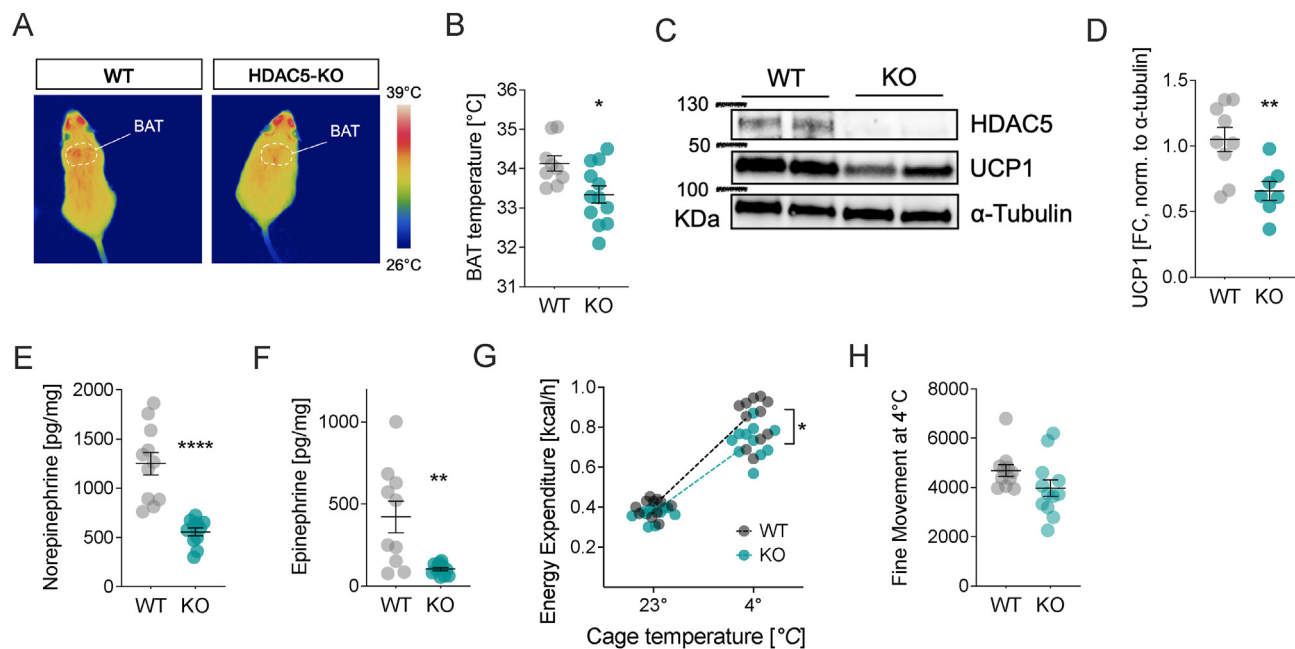 A
WT
HDAC5-KO
BAT
BAT
39°C
26°C
B
BAT temperature [°C]
35
34
33
32
31
*
WT
KO
C
WT
KO
130
HDAC5
50
UCP1
100
KDa
α-Tubulin
D
UCP1 [FC, norm. to α-tubulin]
1.5
1.0
0.5
0.0
**
WT
KO
E
Norepinephrine [pg/mg]
2000
1500
1000
500
0
****
WT
KO
F
Epinephrine [pg/mg]
1000
500
0
**
WT
KO
G
Energy Expenditure [kcal/h]
1.0
0.8
0.6
0.4
0.2
*
WT
KO
23°
4°
Cage temperature [°C]
H
Fine Movement at 4°C
8000
6000
4000
2000
0
WT
KO